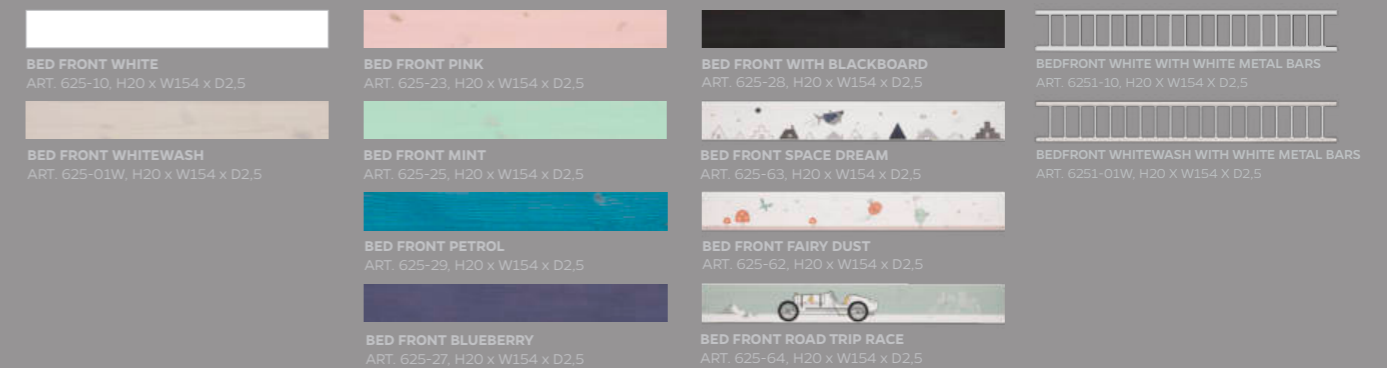 BED FRONT WHITE
ART. 625-10, H20 x W154 x D2,5
BED FRONT WHITEWASH
ART. 625-01W, H20 x W154 x D2,5
BED FRONT PINK
ART. 625-23, H20 x W154 x D2,5
BED FRONT MINT
ART. 625-25, H20 x W154 x D2,5
BED FRONT PETROL
ART. 625-29, H20 x W154 x D2,5
BED FRONT BLUEBERRY
ART. 625-27, H20 x W154 x D2,5
BED FRONT WITH BLACKBOARD
ART. 625-28, H20 x W154 x D2,5
BED FRONT SPACE DREAM
ART. 625-63, H20 x W154 x D2,5
BED FRONT FAIRY DUST
ART. 625-62, H20 x W154 x D2,5
BED FRONT ROAD TRIP RACE
ART. 625-64, H20 x W154 x D2,5
BEDFRONT WHITE WITH WHITE METAL BARS
ART. 6251-10, H20 X W154 X D2,5
BEDFRONT WHITEWASH WITH WHITE METAL BARS
ART. 6251-01W, H20 X W154 X D2,5